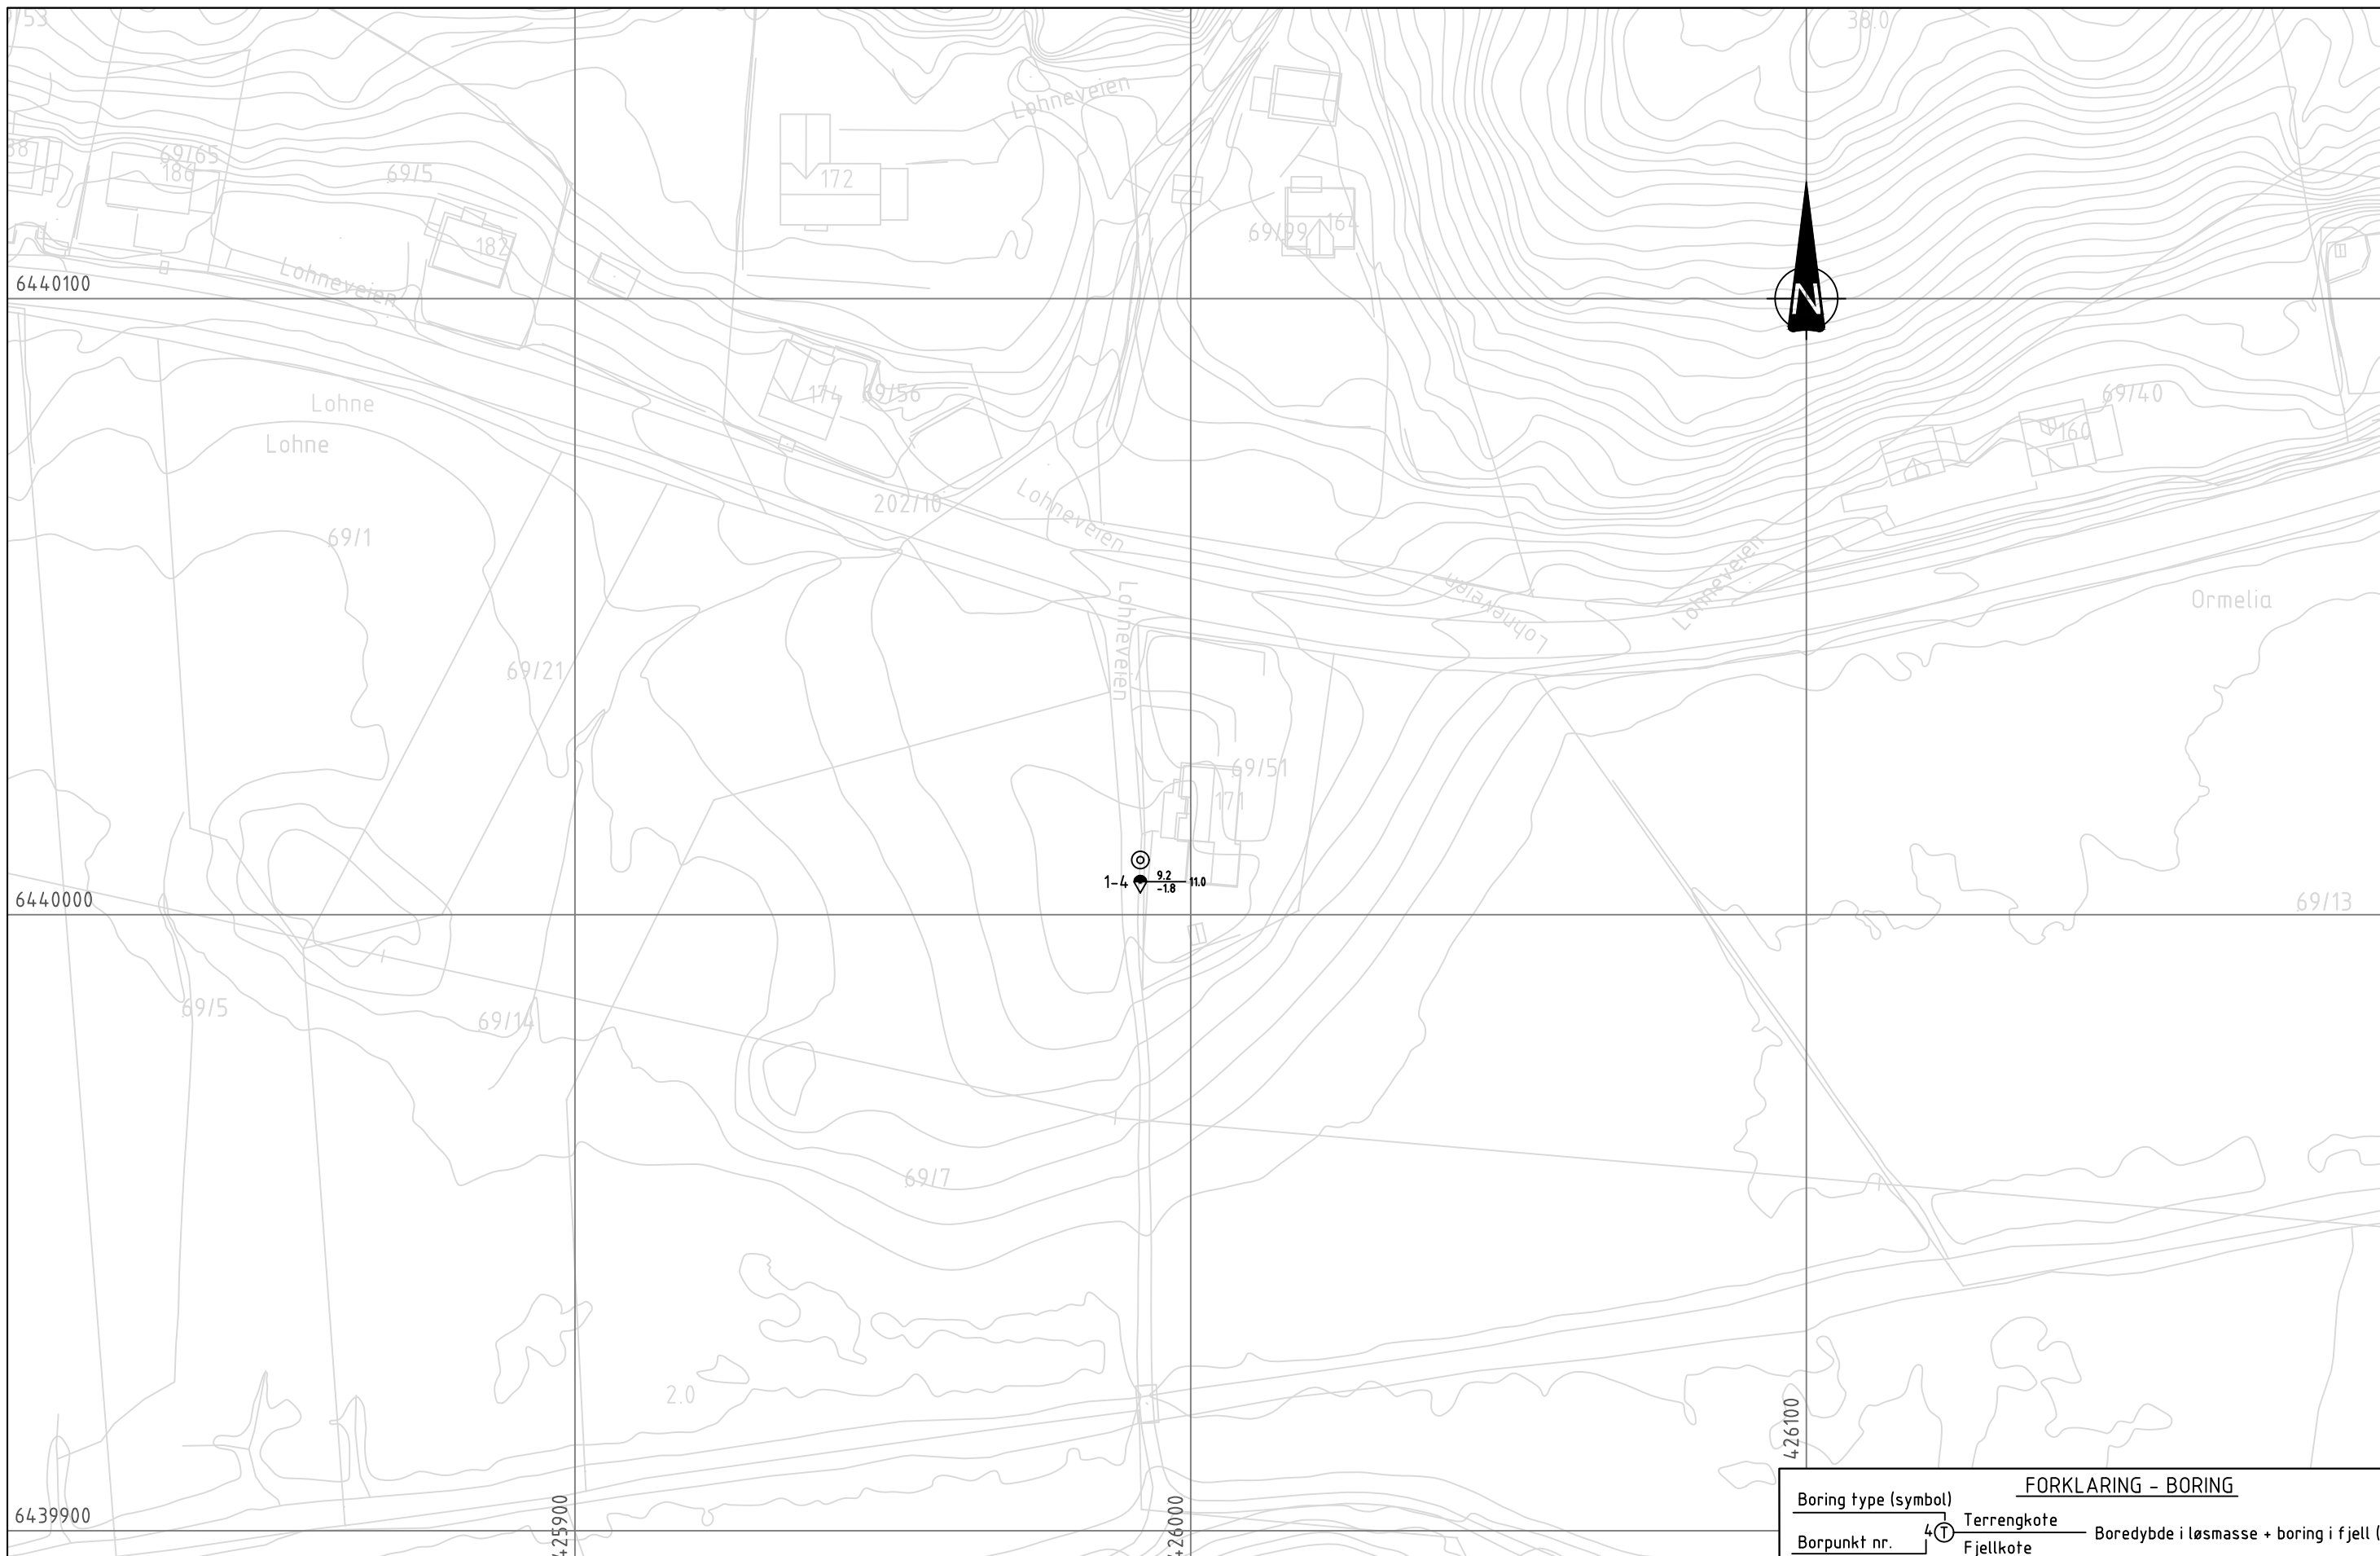 38.0
Lohneveien
69/65
186
69/5
172
182
69/99
164
Lohneveien
6440100
N
174
69/56
69/40
160
Lohne
Lohne
202/10
Lohneveien
69/1
Lohneveien
Lohneveien
Lohneveien
Ormelia
69/21
69/51
171
1-4
9.2
-1.8
11.0
6440000
69/13
69/5
69/14
69/7
2.0
426100
6439900
425900
426000
FORKLARING - BORING
Boring type (symbol)
Terrengkote
4 T
Boredybde i løsmasse + boring i fjell (
Borpunkt nr.
Fjellkote